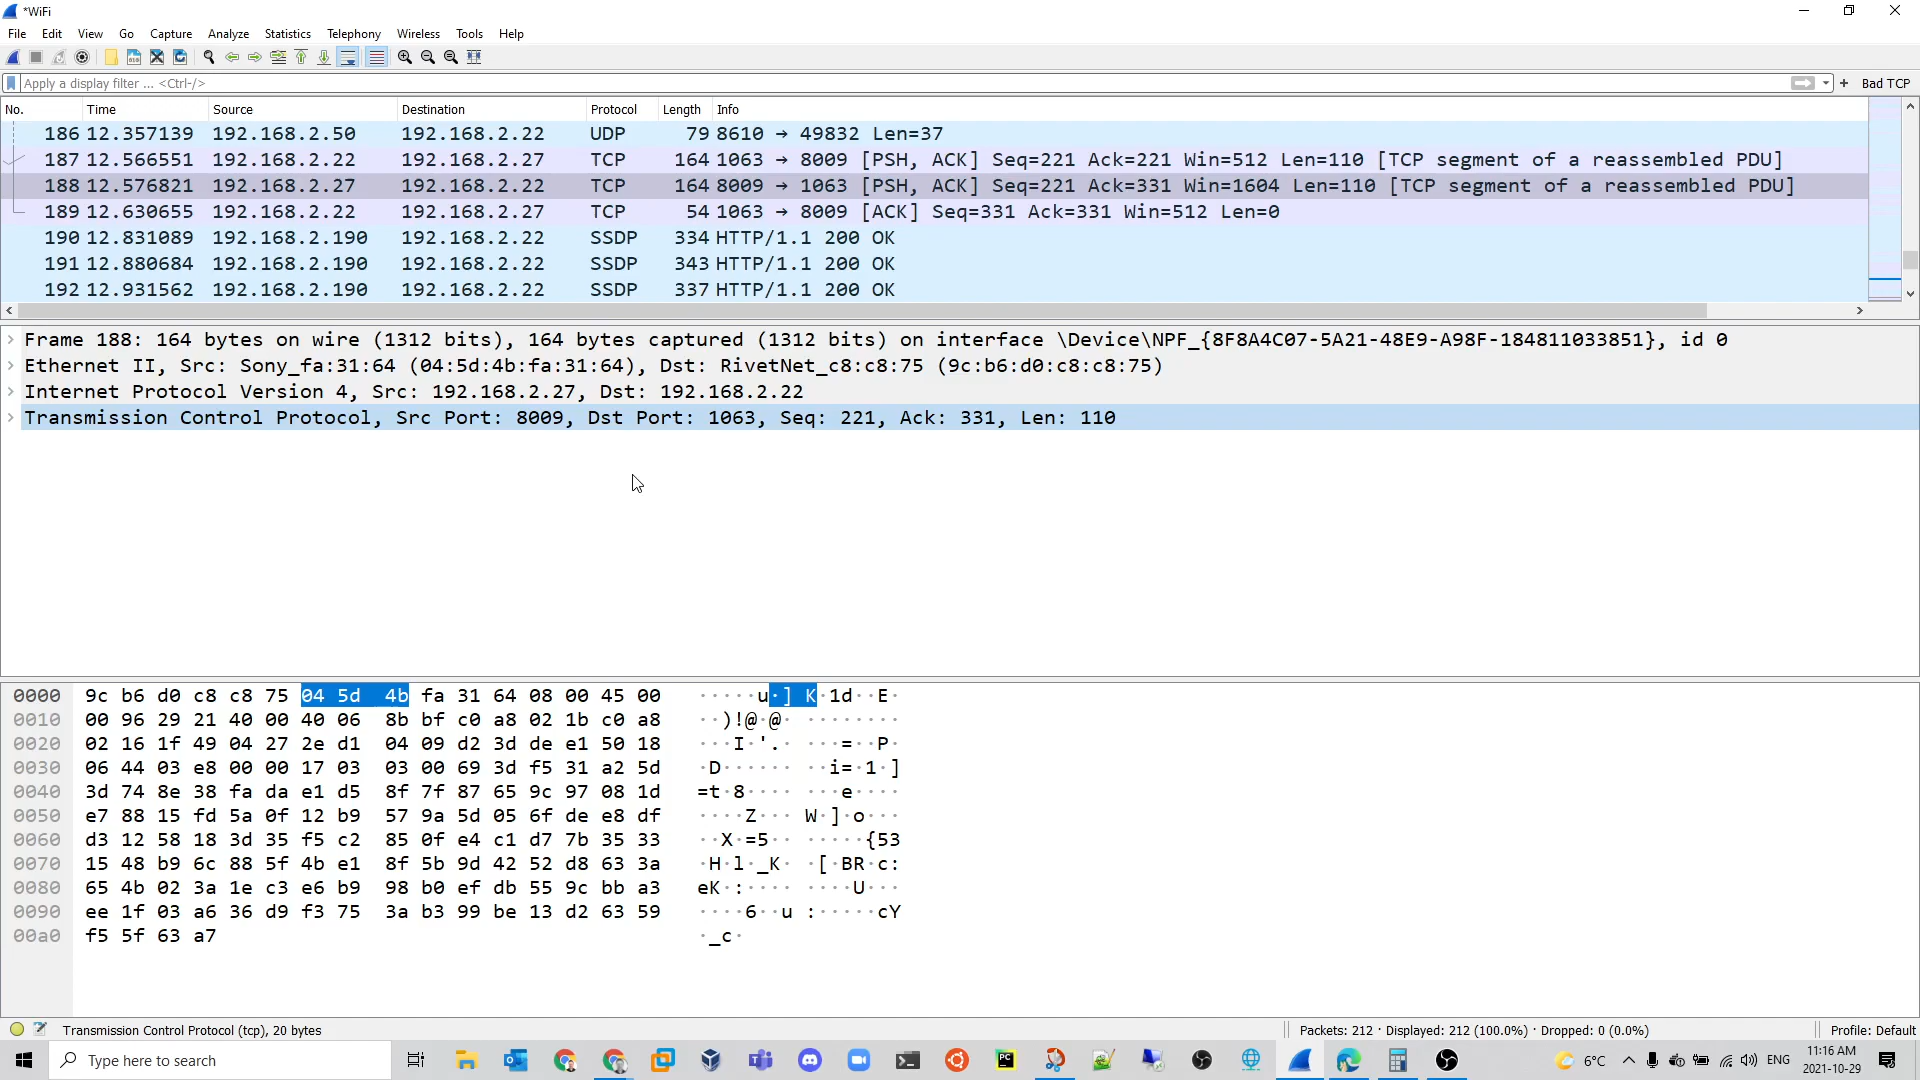 *WiFi
File Edit View Go Capture Analyze Statistics Telephony Wireless Tools Help
Apply a display filter ... <Ctrl-/> + Bad TCP
No. Time Source Destination Protocol Length Info
186 12.357139 192.168.2.50 192.168.2.22 UDP 79 8610 → 49832 Len=37
187 12.566551 192.168.2.22 192.168.2.27 TCP 164 1063 → 8009 [PSH, ACK] Seq=221 Ack=221 Win=512 Len=110 [TCP segment of a reassembled PDU]
188 12.576821 192.168.2.27 192.168.2.22 TCP 164 8009 → 1063 [PSH, ACK] Seq=221 Ack=331 Win=1604 Len=110 [TCP segment of a reassembled PDU]
189 12.630655 192.168.2.22 192.168.2.27 TCP 54 1063 → 8009 [ACK] Seq=331 Ack=331 Win=512 Len=0
190 12.831089 192.168.2.190 192.168.2.22 SSDP 334 HTTP/1.1 200 OK
191 12.880684 192.168.2.190 192.168.2.22 SSDP 343 HTTP/1.1 200 OK
192 12.931562 192.168.2.190 192.168.2.22 SSDP 337 HTTP/1.1 200 OK
Frame 188: 164 bytes on wire (1312 bits), 164 bytes captured (1312 bits) on interface \Device\NPF_{8F8A4C07-5A21-48E9-A98F-184811033851}, id 0
Ethernet II, Src: Sony_fa:31:64 (04:5d:4b:fa:31:64), Dst: RivetNet_c8:c8:75 (9c:b6:d0:c8:c8:75)
Internet Protocol Version 4, Src: 192.168.2.27, Dst: 192.168.2.22
Transmission Control Protocol, Src Port: 8009, Dst Port: 1063, Seq: 221, Ack: 331, Len: 110
0000 9c b6 d0 c8 c8 75 04 5d 4b fa 31 64 08 00 45 00 ·····u·] K·1d··E·
0010 00 96 29 21 40 00 40 06 8b bf c0 a8 02 1b c0 a8 ··)!@·@· ········
0020 02 16 1f 49 04 27 2e d1 04 09 d2 3d de e1 50 18 ···I·'.· ···=··P·
0030 06 44 03 e8 00 00 17 03 03 00 69 3d f5 31 a2 5d ·D······ ··i=·1·]
0040 3d 74 8e 38 fa da e1 d5 8f 7f 87 65 9c 97 08 1d =t·8···· ···e····
0050 e7 88 15 fd 5a 0f 12 b9 57 9a 5d 05 6f de e8 df ····Z··· W·]·o···
0060 d3 12 58 18 3d 35 f5 c2 85 0f e4 c1 d7 7b 35 33 ··X·=5·· ·····{53
0070 15 48 b9 6c 88 5f 4b e1 8f 5b 9d 42 52 d8 63 3a ·H·l·_K· ·[·BR·c:
0080 65 4b 02 3a 1e c3 e6 b9 98 b0 ef db 55 9c bb a3 eK·:···· ····U···
0090 ee 1f 03 a6 36 d9 f3 75 3a b3 99 be 13 d2 63 59 ····6··u :·····cY
00a0 f5 5f 63 a7 ·_c·
Transmission Control Protocol (tcp), 20 bytes Packets: 212 · Displayed: 212 (100.0%) · Dropped: 0 (0.0%) Profile: Default
Type here to search 6°C ENG 11:16 AM
2021-10-29